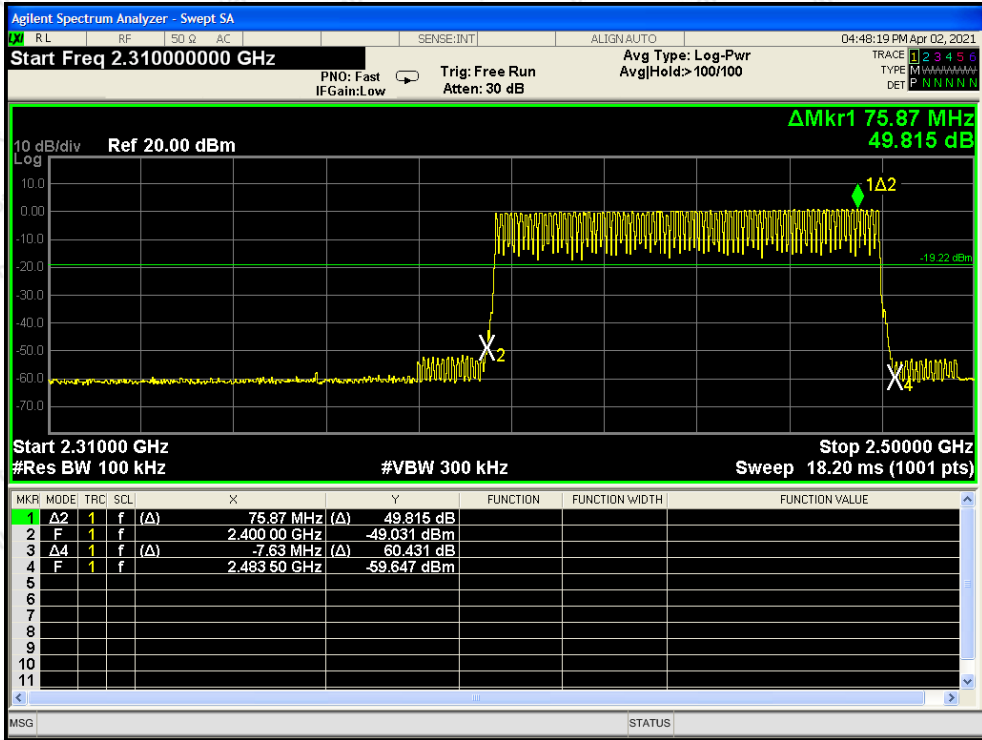 Agilent Spectrum Analyzer - Swept SA
LXI RL RF 50 Ω AC SENSE:INT ALIGN AUTO 04:48:19 PM Apr 02, 2021
Start Freq 2.310000000 GHz
PNO: Fast
IFGain:Low
Trig: Free Run
Atten: 30 dB
Avg Type: Log-Pwr
Avg|Hold:>100/100
TRACE 1 2 3 4 5 6
TYPE M
DET P N N N N N
ΔMkr1 75.87 MHz
49.815 dB
10 dB/div Ref 20.00 dBm
Log
10.0
0.00
-10.0
-20.0
-30.0
-40.0
-50.0
-60.0
-70.0
1Δ2
-19.22 dBm
2
4
Start 2.31000 GHz Stop 2.50000 GHz
#Res BW 100 kHz #VBW 300 kHz Sweep 18.20 ms (1001 pts)
MKR MODE TRC SCL X Y FUNCTION FUNCTION WIDTH FUNCTION VALUE
1 Δ2 1 f (Δ) 75.87 MHz (Δ) 49.815 dB
2 F 1 f 2.400 00 GHz -49.031 dBm
3 Δ4 1 f (Δ) -7.63 MHz (Δ) 60.431 dB
4 F 1 f 2.483 50 GHz -59.647 dBm
5
6
7
8
9
10
11
MSG STATUS